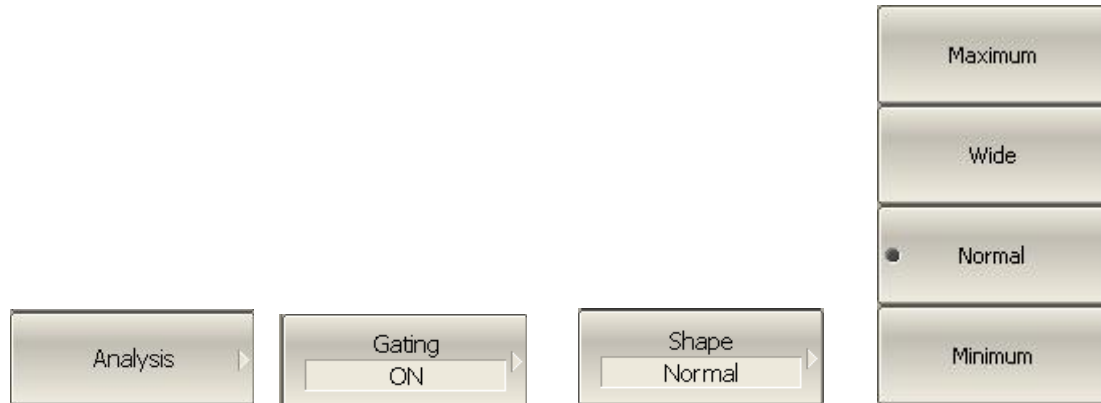 Analysis
Gating
ON
Shape
Normal
Maximum
Wide
Normal
Minimum